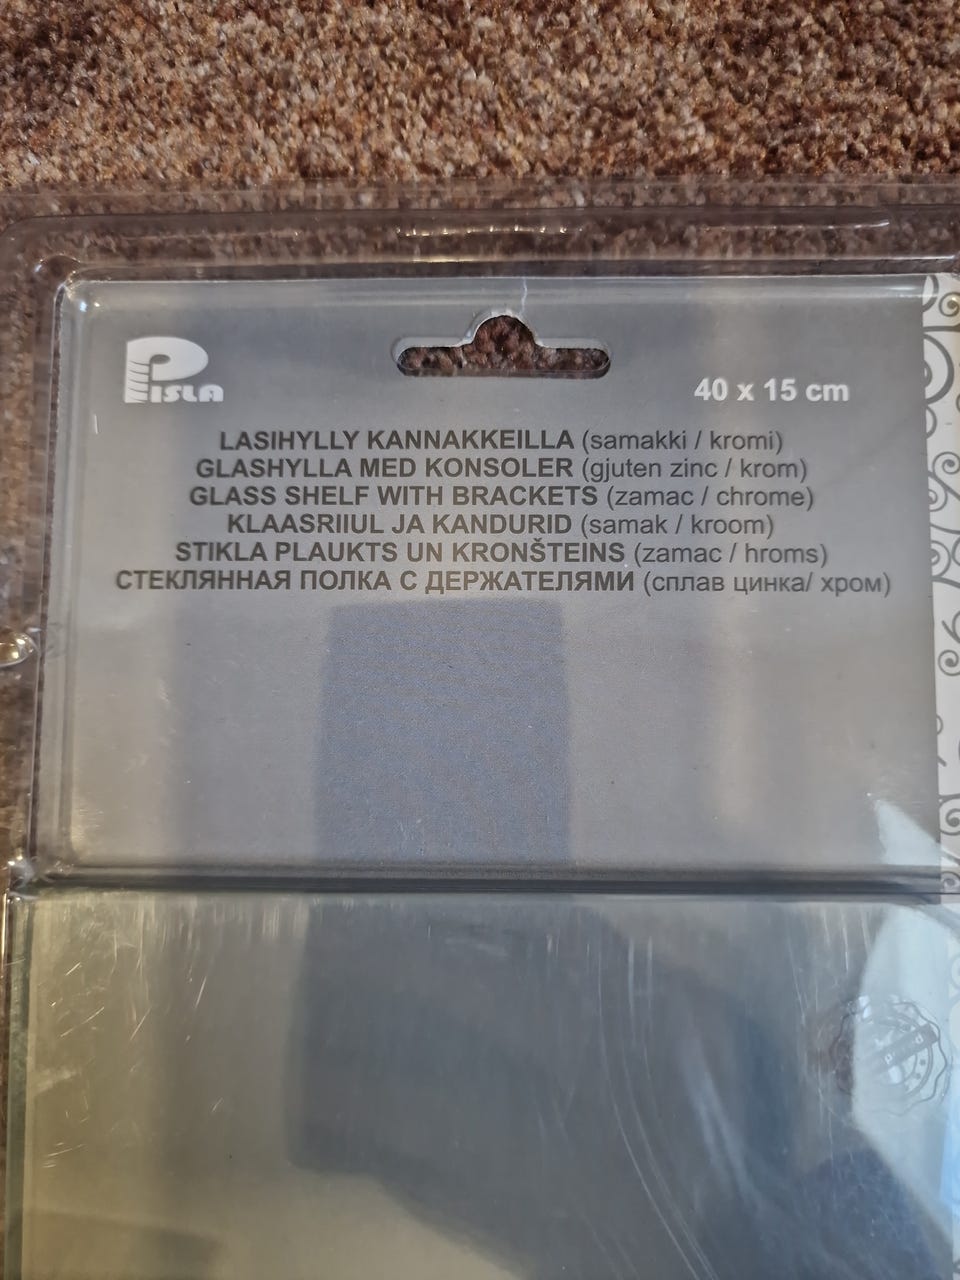 PISLA
40 x 15 cm
LASIHYLLY KANNAKKEILLA (samakki / kromi)
GLASHYLLA MED KONSOLER (gjuten zinc / krom)
GLASS SHELF WITH BRACKETS (zamac / chrome)
KLAASRIIUL JA KANDURID (samak / kroom)
STIKLA PLAUKTS UN KRONŠTEINS (zamac / hroms)
СТЕКЛЯННАЯ ПОЛКА С ДЕРЖАТЕЛЯМИ (сплав цинка/ хром)